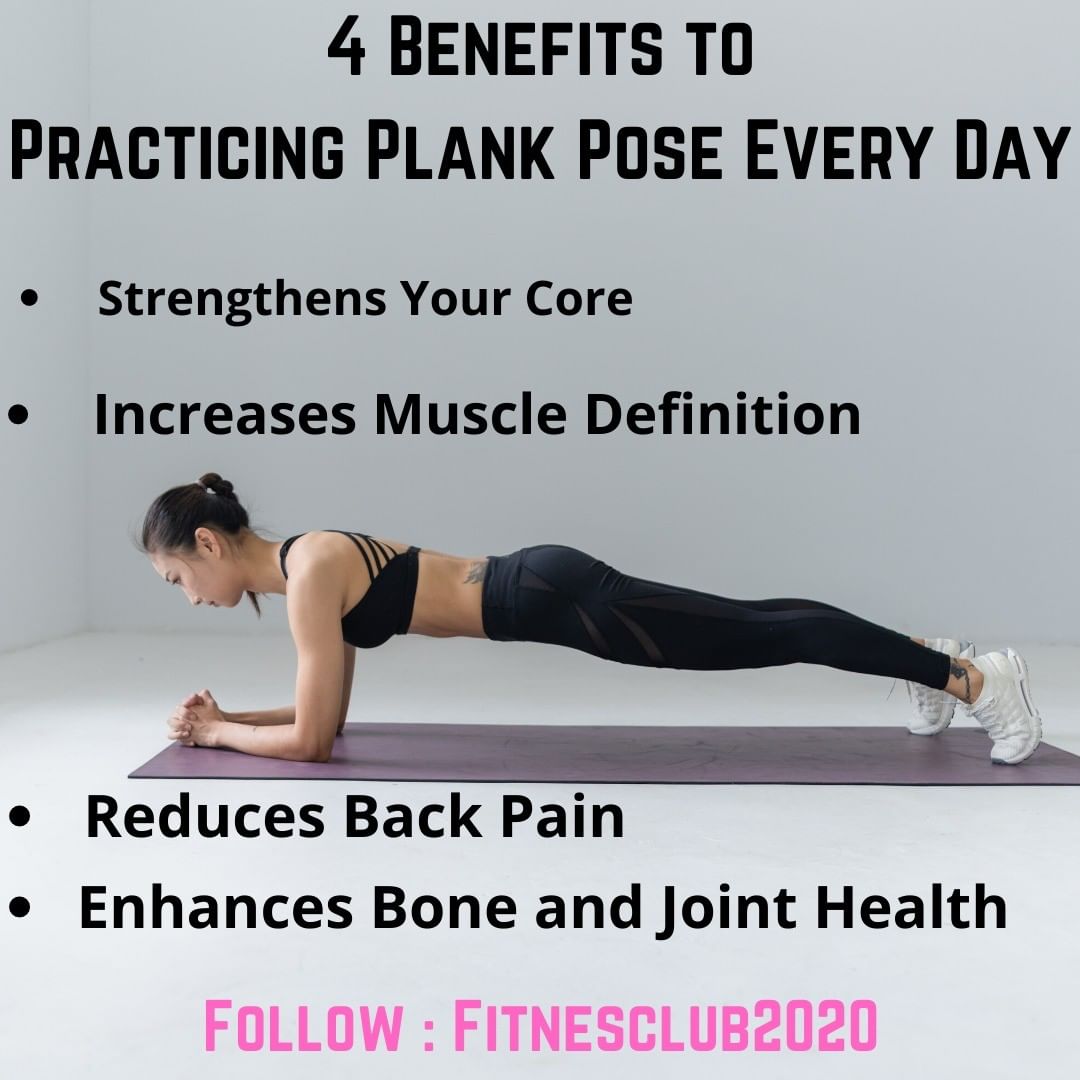 4 Benefits to
Practicing Plank Pose Every Day
• Strengthens Your Core
• Increases Muscle Definition
• Reduces Back Pain
• Enhances Bone and Joint Health
Follow : Fitnesclub2020